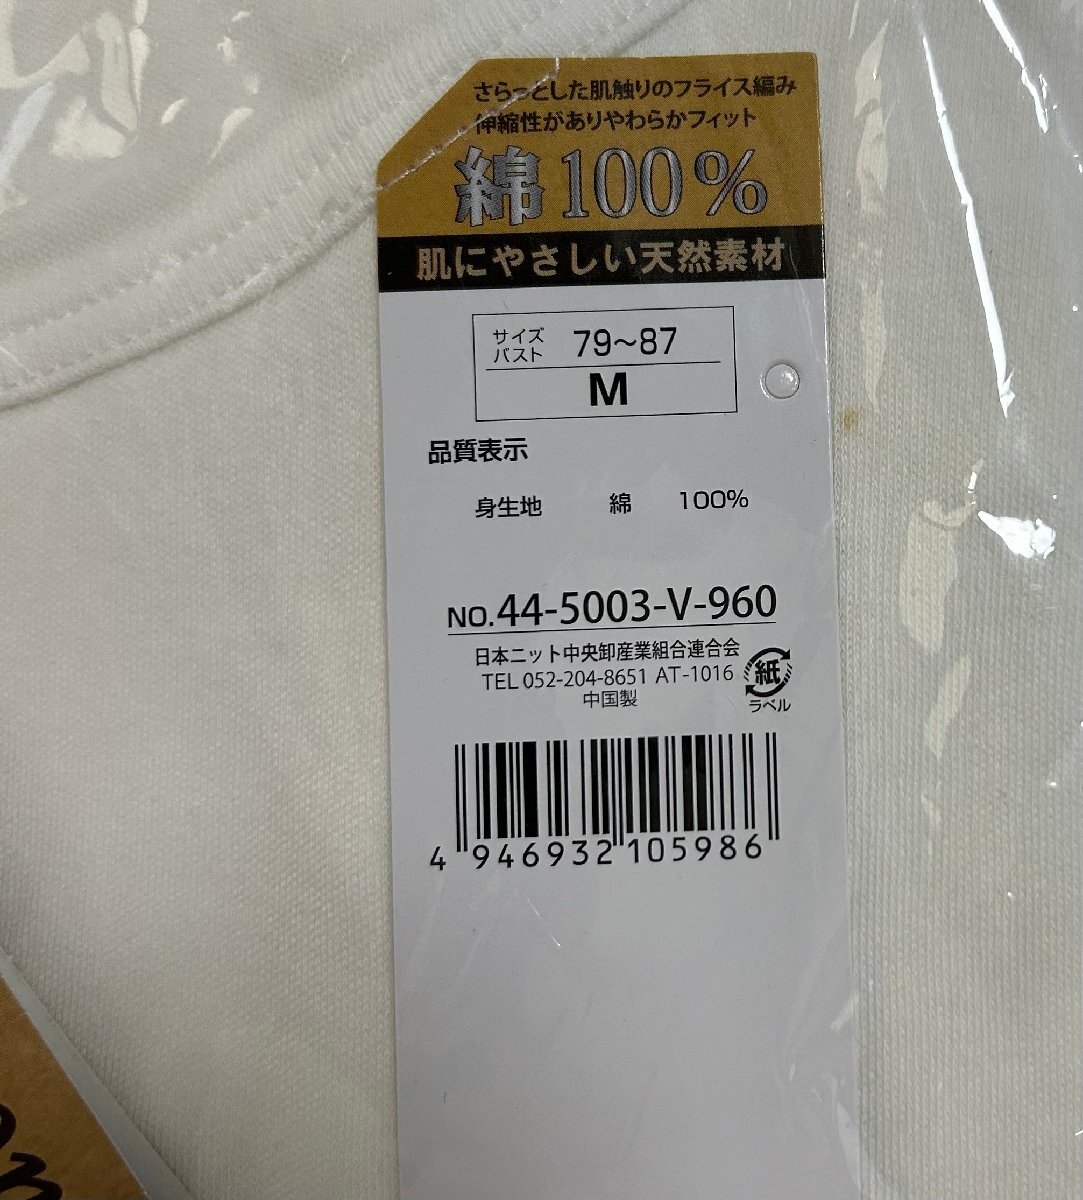 さらっとした肌触りのフライス編み
伸縮性がありやわらかフィット
綿100%
肌にやさしい天然素材
サイズ
バスト 79～87
M
品質表示
身生地 綿 100%
NO.44-5003-V-960
日本ニット中央卸産業組合連合会
TEL 052-204-8651 AT-1016
中国製
紙
ラベル
4 946932 105986